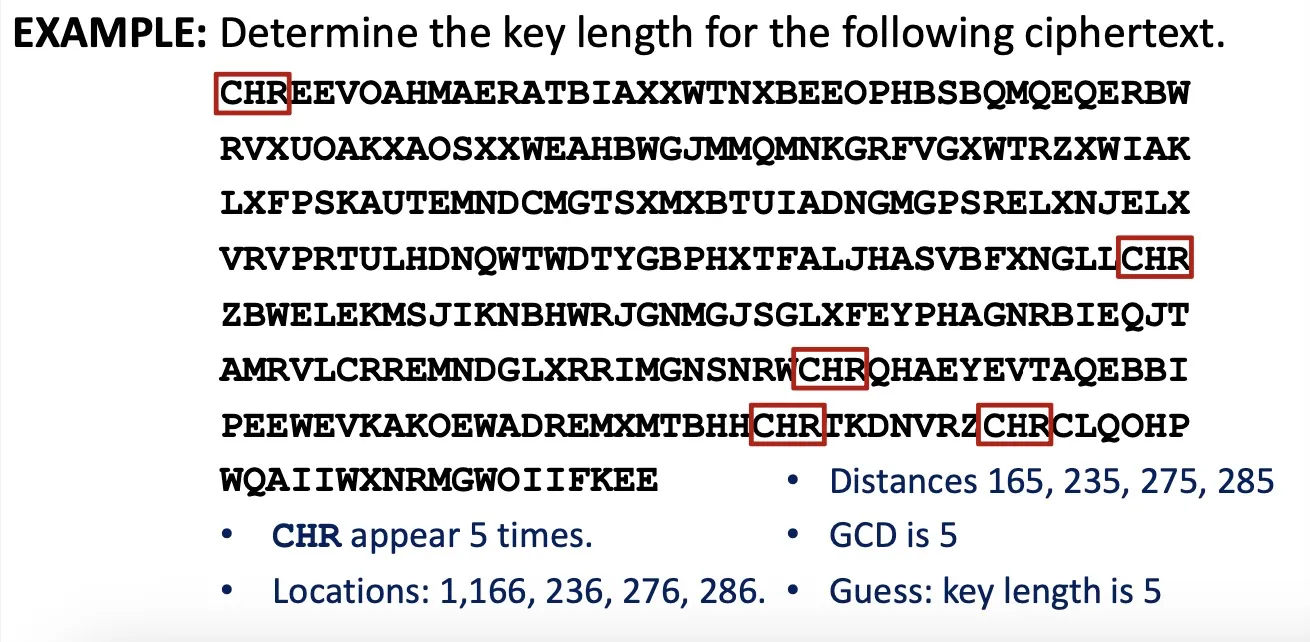 EXAMPLE: Determine the key length for the following ciphertext.
CHREEVOAHMAERATBIAXXWTNXBEEOPHBSBQMQEQERBW
RVXUOAKXAOSXXWEAHBWGJMMQMNKGRFVGXWTRZXWIAK
LXFPSKAUTEMNDCMGTSXMXBTUIADNGMGPSRELXNJELX
VRVPRTULHDNQWTWDTYGBPHXTFALJHASVBFXNGLLCHR
ZBWELEKMSJIKNBHWRJGNMGJSGLXFEYPHAGNRBIEQJT
AMRVLCRREMNDGLXRRIMGNSNRWCHRQHAEYEVTAQEBBI
PEEWEVKAKOEWADREMXMTBHHCHRTKDNVRZCHRCLQOHP
WQAIIWXNRMGWOIIFKEE
• Distances 165, 235, 275, 285
• CHR appear 5 times.
• GCD is 5
• Locations: 1,166, 236, 276, 286.
• Guess: key length is 5